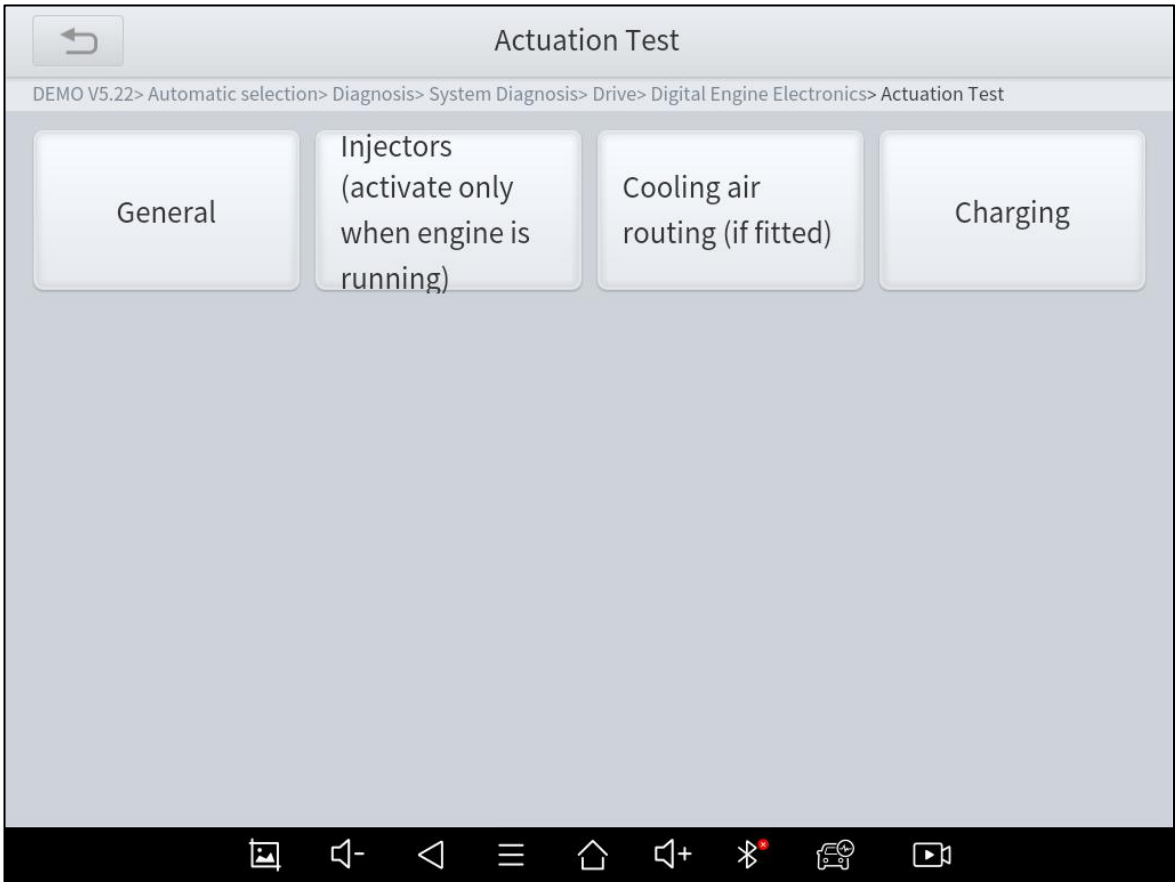 Actuation Test
DEMO V5.22> Automatic selection> Diagnosis> System Diagnosis> Drive> Digital Engine Electronics> Actuation Test
General
Injectors
(activate only
when engine is
running)
Cooling air
routing (if fitted)
Charging